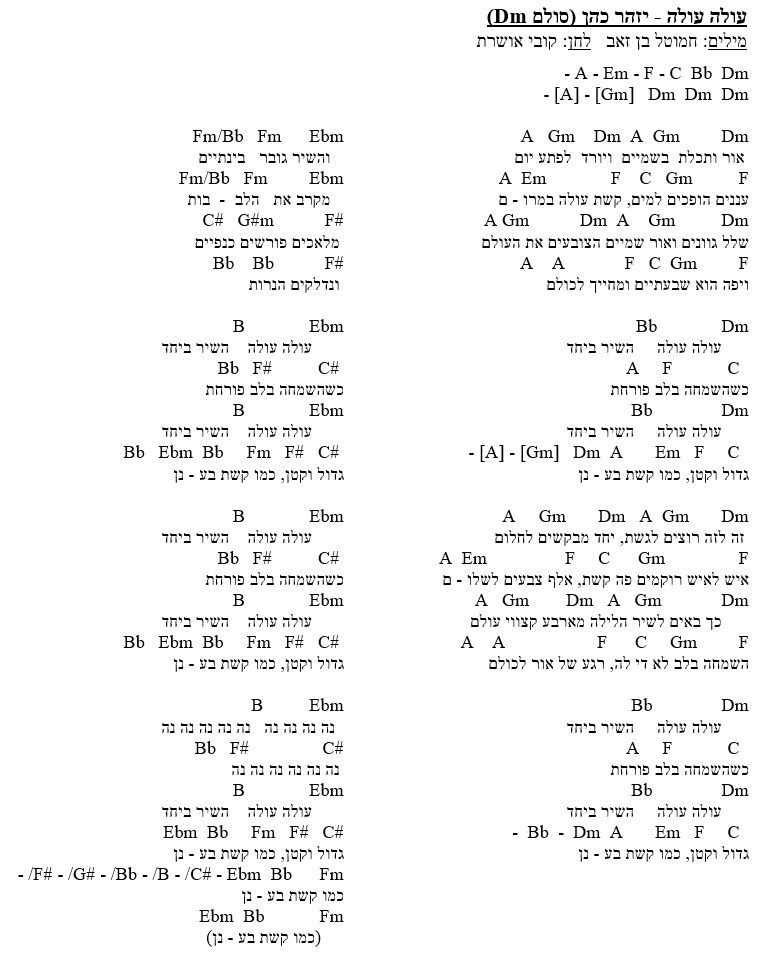 עולה עולה - יזהר כהן (סולם Dm)
מילים: חמוטל בן זאב   לחן: קובי אושרת
- A - Em - F - C  Bb  Dm
- [A] - [Gm]  Dm  Dm  Dm
A  Gm  Dm  A  Gm  Dm
אור ותכלת  בשמיים  ויורד  לפתע  יום
A  Em  F  C  Gm  F
עננים הופכים למים, קשת עולה במרו - ם
A  Gm  Dm  A  Gm  Dm
שלל גוונים ואור שמיים הצובעים את העולם
A  A  F  C  Gm  F
ויפה הוא שבעתיים ומחייך לכולם
Bb  Dm
עולה עולה   השיר ביחד
A  F  C
כשהשמחה בלב פורחת
Bb  Dm
עולה עולה   השיר ביחד
- [A] - [Gm]  Dm  A  Em  F  C
גדול וקטן, כמו קשת בע - נן
A  Gm  Dm  A  Gm  Dm
זה לזה רוצים לגשת, יחד מבקשים לחלום
A  Em  F  C  Gm  F
איש לאיש רוקמים פה קשת, אלף צבעים לשלו - ם
A  Gm  Dm  A  Gm  Dm
כך באים לשיר הלילה מארבע קצווי עולם
A  A  F  C  Gm  F
השמחה בלב לא די לה, רגע של אור לכולם
Bb  Dm
עולה עולה   השיר ביחד
A  F  C
כשהשמחה בלב פורחת
Bb  Dm
עולה עולה   השיר ביחד
- Bb - Dm  A  Em  F  C
גדול וקטן, כמו קשת בע - נן
Fm/Bb  Fm  Ebm
והשיר גובר   בינתיים
Fm/Bb  Fm  Ebm
מקרב את   הלב  -  בות
C#  G#m  F#
מלאכים פורשים כנפיים
Bb  Bb  F#
ונדלקים הנרות
B  Ebm
עולה עולה   השיר ביחד
Bb  F#  C#
כשהשמחה בלב פורחת
B  Ebm
עולה עולה   השיר ביחד
Bb  Ebm  Bb  Fm  F#  C#
גדול וקטן, כמו קשת בע - נן
B  Ebm
עולה עולה   השיר ביחד
Bb  F#  C#
כשהשמחה בלב פורחת
B  Ebm
עולה עולה   השיר ביחד
Bb  Ebm  Bb  Fm  F#  C#
גדול וקטן, כמו קשת בע - נן
B  Ebm
נה נה נה נה   נה נה נה נה נה
Bb  F#  C#
נה נה נה נה נה נה
B  Ebm
עולה עולה   השיר ביחד
Ebm  Bb  Fm  F#  C#
גדול וקטן, כמו קשת בע - נן
- /F# - /G# - /Bb - /B - /C# - Ebm  Bb  Fm
כמו קשת בע - נן
Ebm  Bb  Fm
(כמו קשת בע - נן)